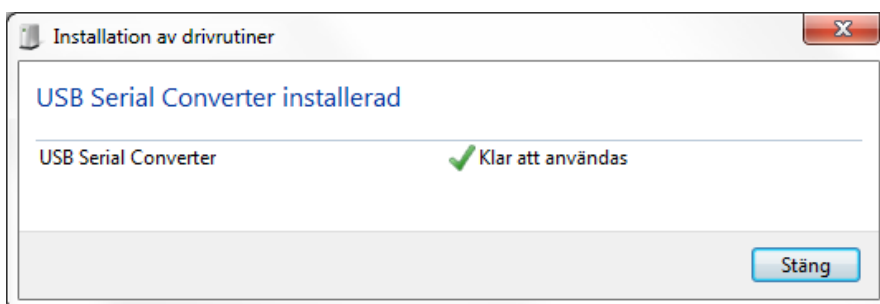 Installation av drivrutiner
USB Serial Converter installerad
USB Serial Converter Klar att användas
Stäng